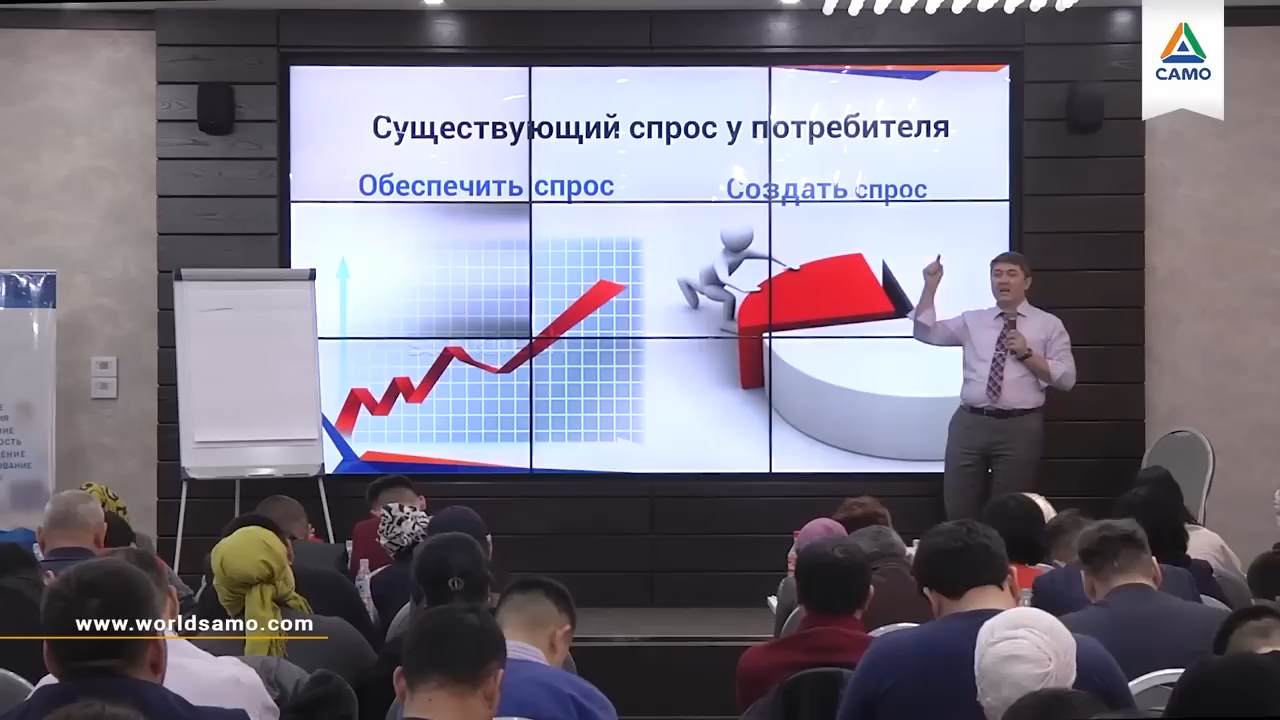 САМО
Существующий спрос у потребителя
Обеспечить спрос
Создать спрос
www.worldsamo.com